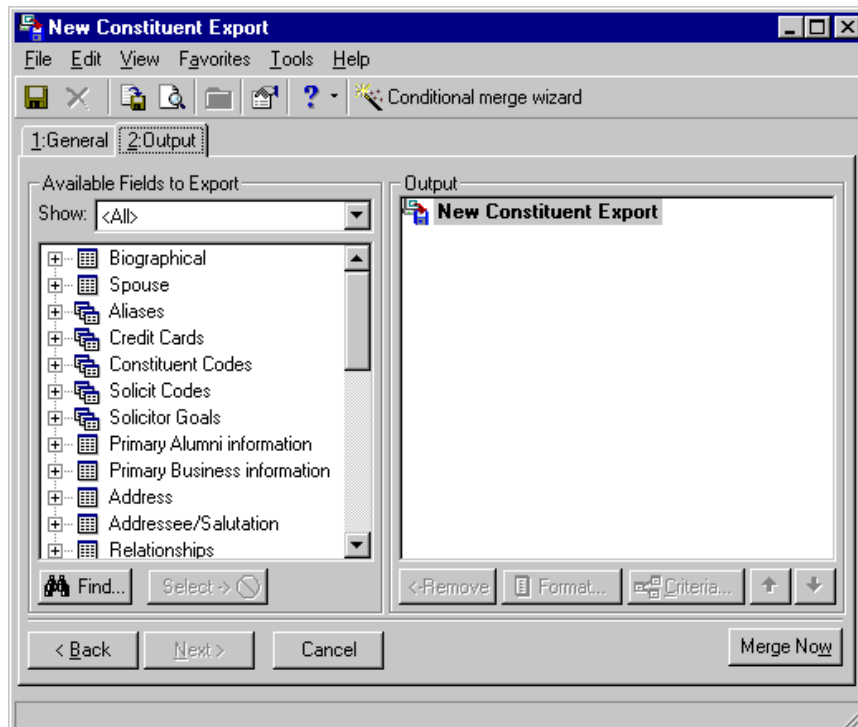 New Constituent Export
File Edit View Favorites Tools Help
? Conditional merge wizard
1:General 2:Output
Available Fields to Export
Show: <All>
Biographical
Spouse
Aliases
Credit Cards
Constituent Codes
Solicit Codes
Solicitor Goals
Primary Alumni information
Primary Business information
Address
Addressee/Salutation
Relationships
Find... Select ->
Output
New Constituent Export
<-Remove Format... Criteria...
< Back Next > Cancel Merge Now